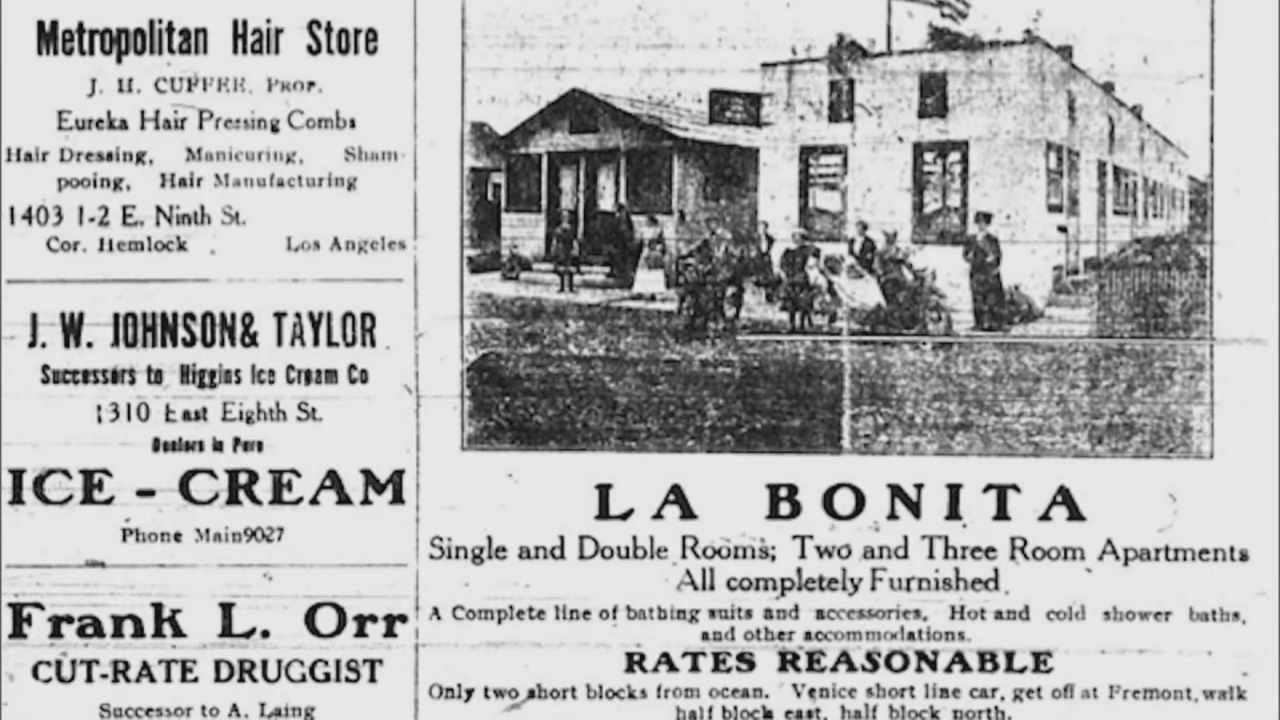 Metropolitan Hair Store
J. H. CUFFEE, PROP.
Eureka Hair Pressing Combs
Hair Dressing, Manicuring, Sham-
pooing, Hair Manufacturing
1403 1-2 E. Ninth St.
Cor. Hemlock Los Angeles
J. W. JOHNSON & TAYLOR
Successors to Higgins Ice Cream Co
1310 East Eighth St.
Dealers in Pure
ICE - CREAM
Phone Main9027
Frank L. Orr
CUT-RATE DRUGGIST
Successor to A. Laing
LA BONITA
Single and Double Rooms; Two and Three Room Apartments
All completely Furnished.
A Complete line of bathing suits and accessories, Hot and cold shower baths,
and other accommodations.
RATES REASONABLE
Only two short blocks from ocean. Venice short line car, get off at Fremont, walk
half block east, half block north.